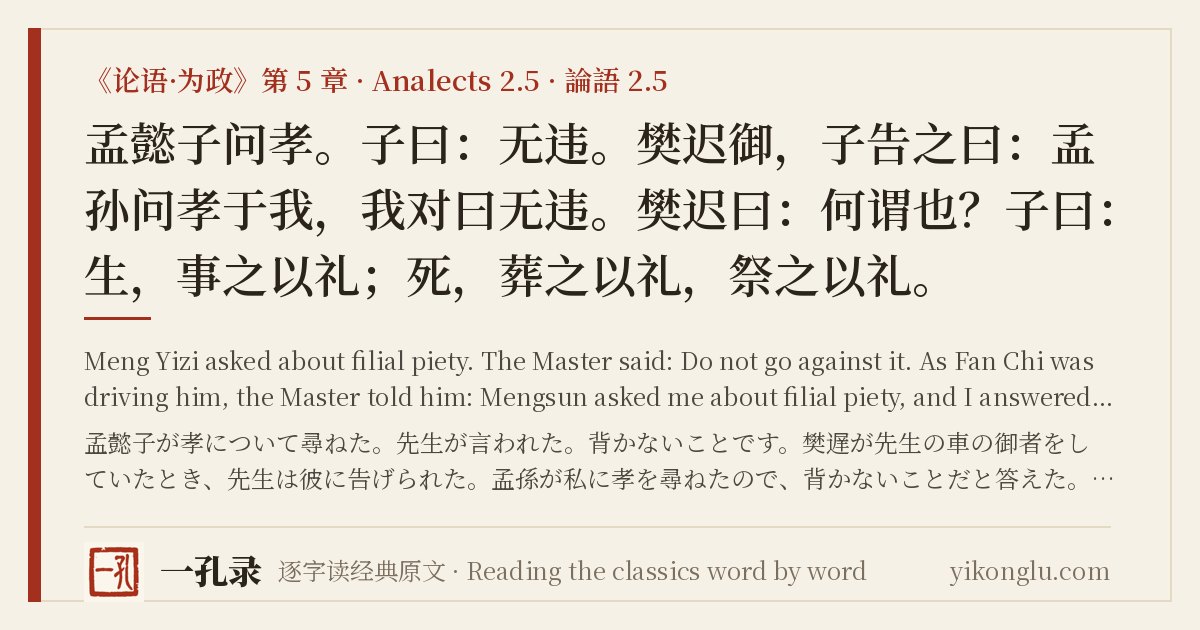 《论语·为政》第 5 章 · Analects 2.5 · 論語 2.5
孟懿子问孝。子曰：无违。樊迟御，子告之曰：孟
孙问孝于我，我对曰无违。樊迟曰：何谓也？子曰：
生，事之以礼；死，葬之以礼，祭之以礼。
Meng Yizi asked about filial piety. The Master said: Do not go against it. As Fan Chi was
driving him, the Master told him: Mengsun asked me about filial piety, and I answered...
孟懿子が孝について尋ねた。先生が言われた。背かないことです。樊遅が先生の車の御者をし
ていたとき、先生は彼に告げられた。孟孫が私に孝を尋ねたので、背かないことだと答えた。…
一孔
一孔录 逐字读经典原文 · Reading the classics word by word yikonglu.com